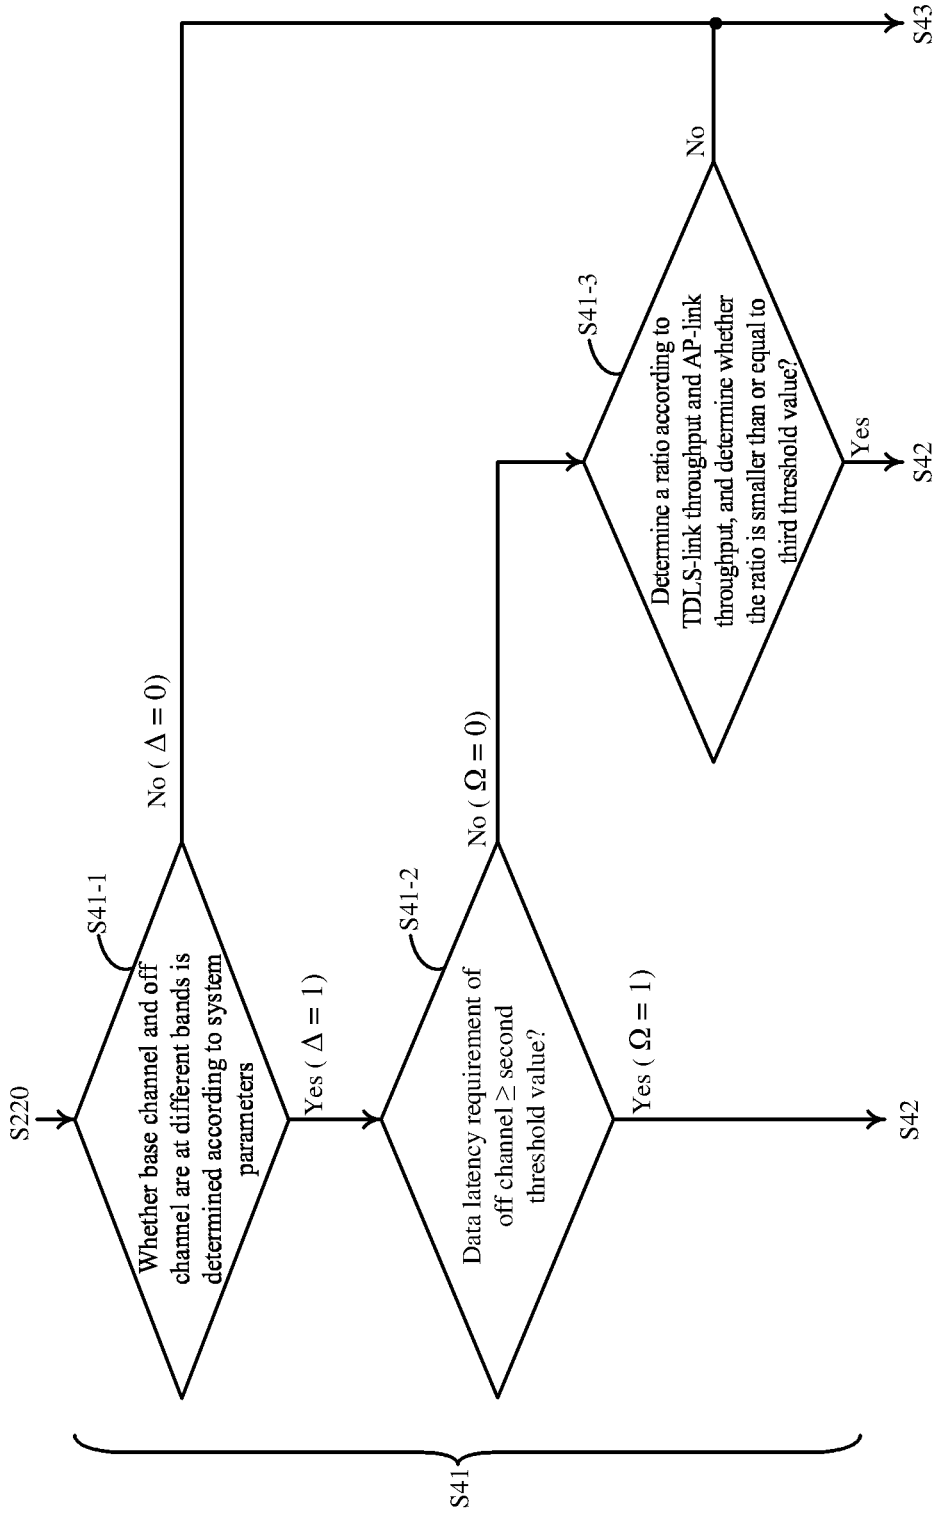 S220
S41-1
Whether base channel and off
channel are at different bands is
determined according to system
parameters
No ( Δ = 0)
Yes ( Δ = 1)
S41-2
Data latency requirement of
off channel ≥ second
threshold value?
No ( Ω = 0)
Yes ( Ω = 1)
S41-3
Determine a ratio according to
TDLS-link throughput and AP-link
throughput, and determine whether
the ratio is smaller than or equal to
third threshold value?
No
Yes
S41
S42
S42
S43